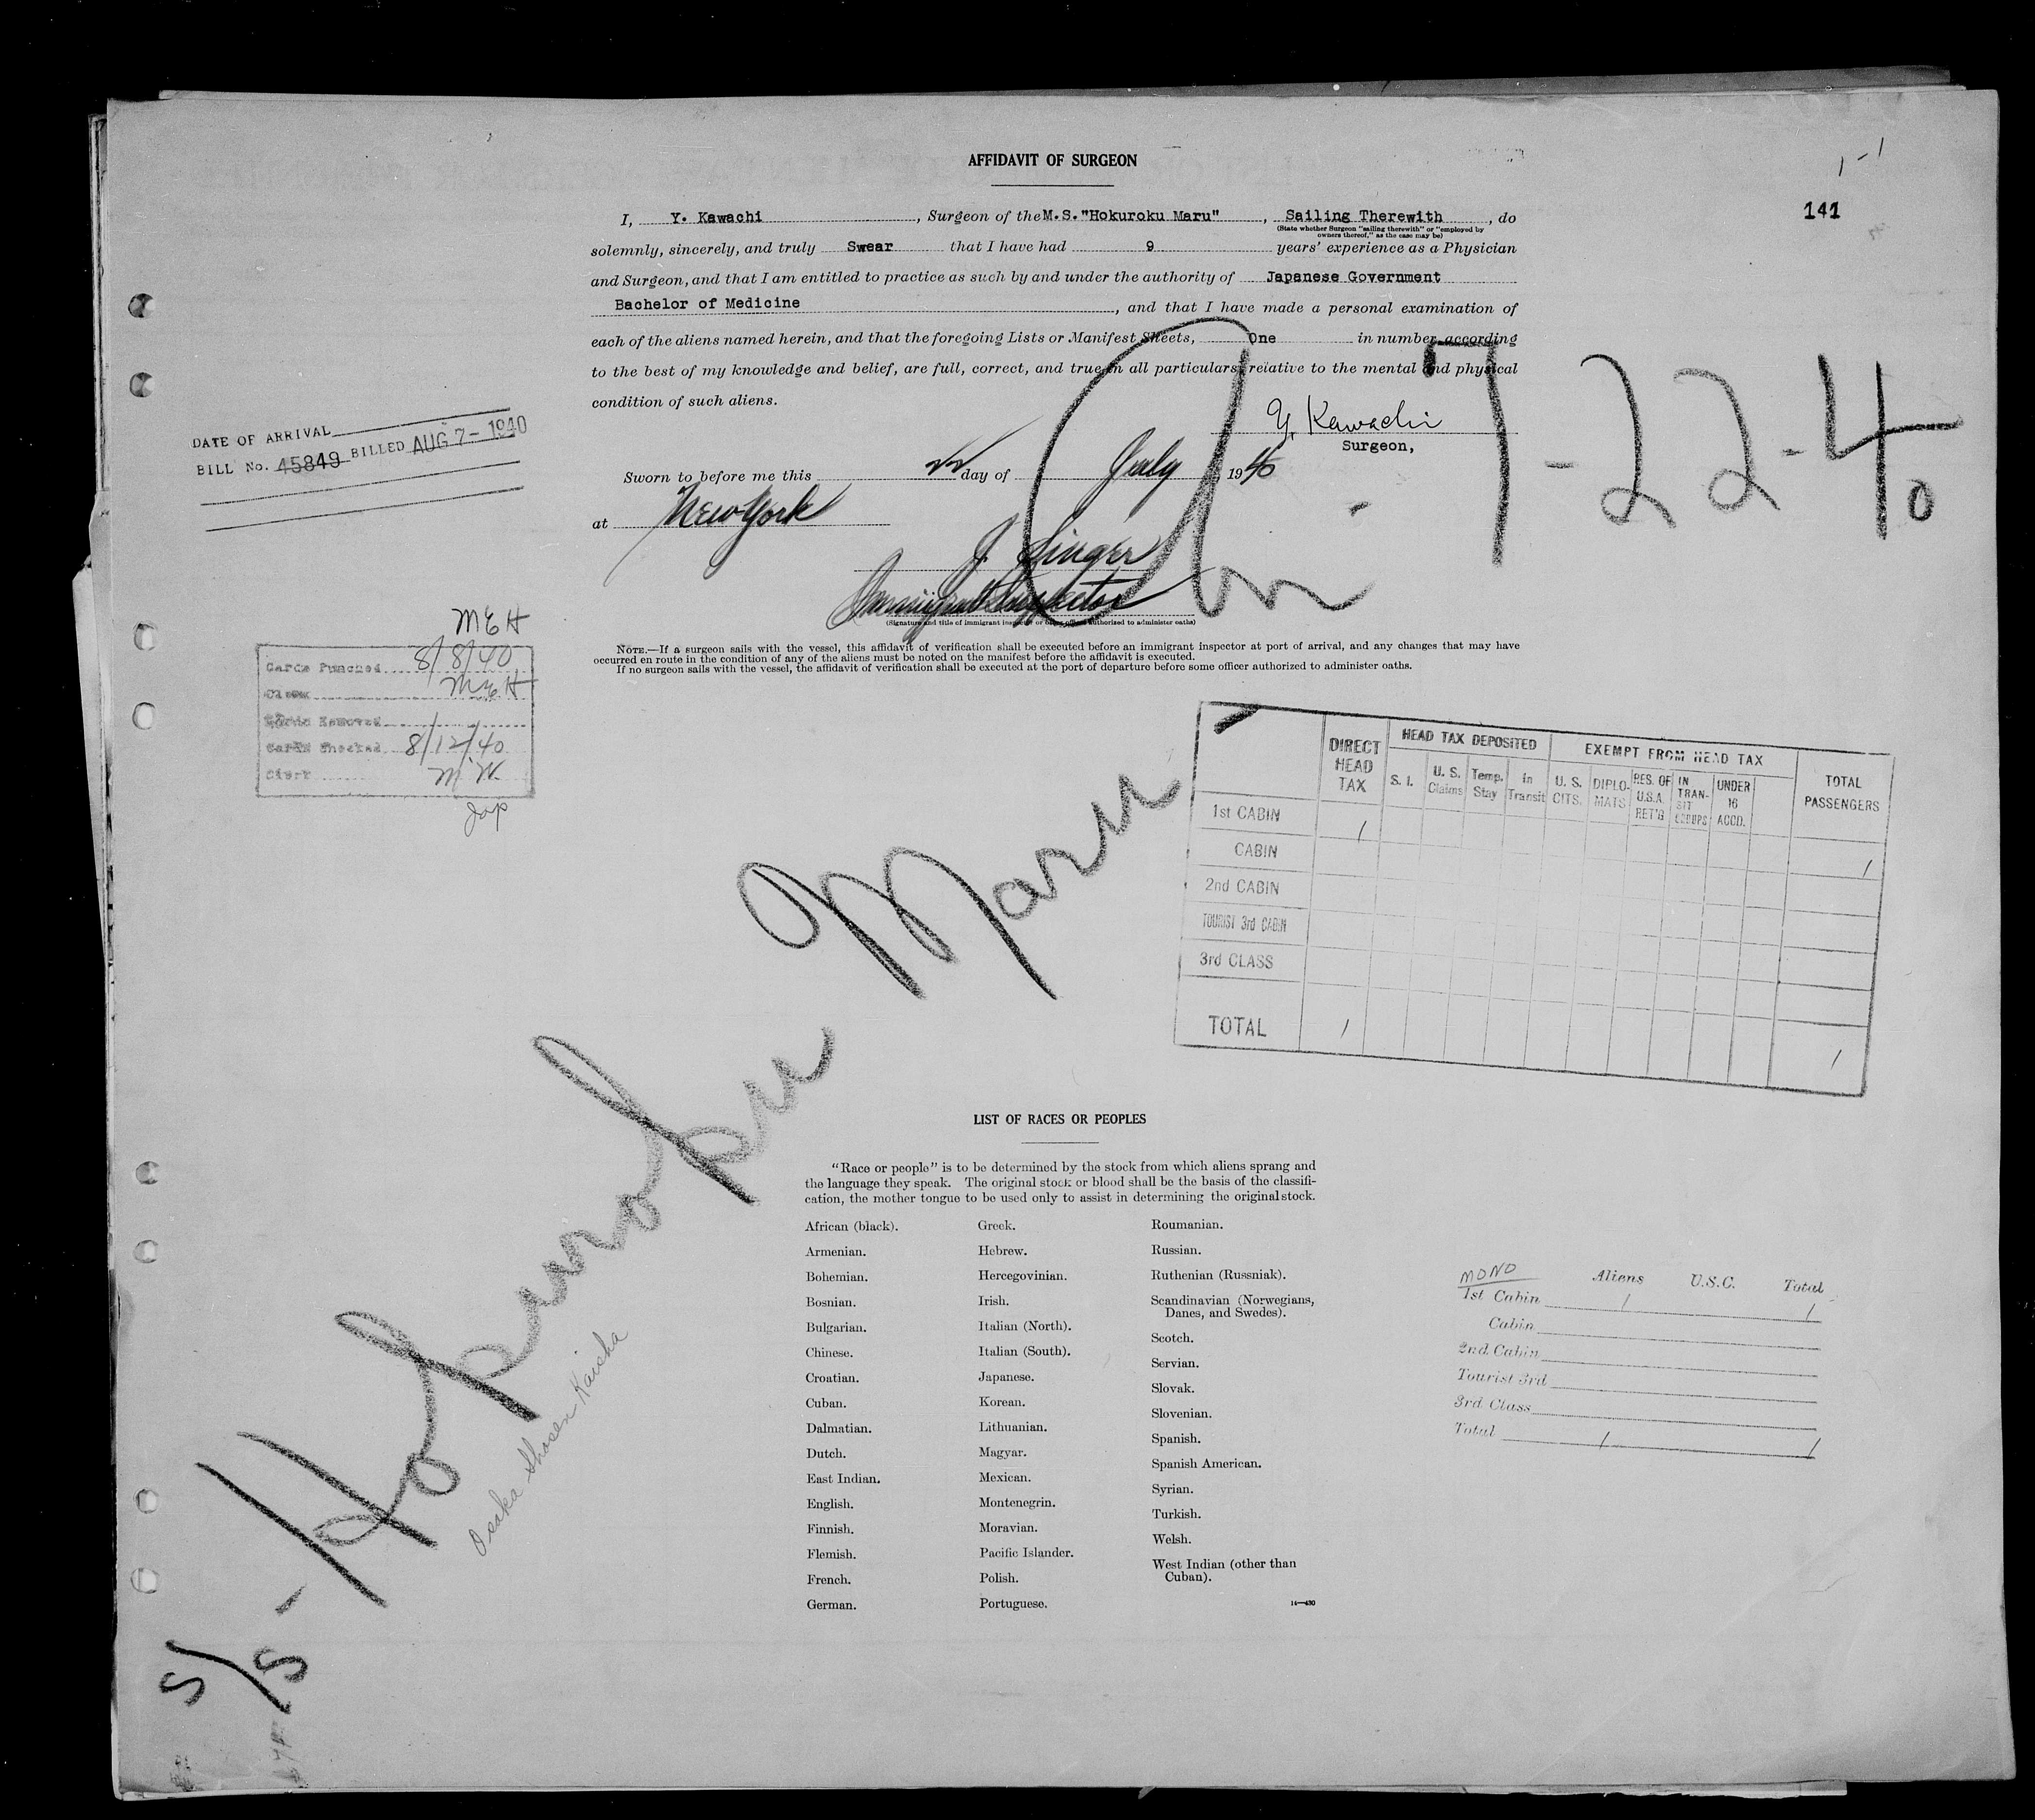 AFFIDAVIT OF SURGEON
1-1
141
I, Y. Kawachi, Surgeon of the M.S."Hokuroku Maru", Sailing Therewith, do
(State whether Surgeon "sailing therewith" or "employed by
owners thereof," as the case may be)
solemnly, sincerely, and truly Swear that I have had 9 years' experience as a Physician
and Surgeon, and that I am entitled to practice as such by and under the authority of Japanese Government
Bachelor of Medicine, and that I have made a personal examination of
each of the aliens named herein, and that the foregoing Lists or Manifest Sheets, One in number according
to the best of my knowledge and belief, are full, correct, and true in all particulars relative to the mental and physical
condition of such aliens.
Y. Kawachi
Surgeon,
7-22-40
DATE OF ARRIVAL
BILL No. 45849 BILLED AUG 7- 1940
Sworn to before me this 22 day of July 1940
at New York
J. Singer
Immigrant Inspector
(Signature and title of immigrant inspector or other officer authorized to administer oaths)
NOTE.—If a surgeon sails with the vessel, this affidavit of verification shall be executed before an immigrant inspector at port of arrival, and any changes that may have
occurred en route in the condition of any of the aliens must be noted on the manifest before the affidavit is executed.
If no surgeon sails with the vessel, the affidavit of verification shall be executed at the port of departure before some officer authorized to administer oaths.
MEH
Cards Punched 8/8/40
Clerk MEH
Cards Removed
Cards Checked 8/12/40
Clerk M W
Jap
DIRECT HEAD TAX
HEAD TAX DEPOSITED
S. I.
U. S. Claims
Temp. Stay
In Transit
EXEMPT FROM HEAD TAX
U. S. CITS.
DIPLO-MATS
RES. OF U.S.A. RET'G
IN TRAN-SIT GROUPS
UNDER 16 ACCD.
TOTAL PASSENGERS
1st CABIN 1 1
CABIN
2nd CABIN
TOURIST 3rd CABIN
3rd CLASS
TOTAL 1 1
S/S - Hokuroku Maru
Osaka Shosen Kaisha
LIST OF RACES OR PEOPLES
"Race or people" is to be determined by the stock from which aliens sprang and
the language they speak. The original stock or blood shall be the basis of the classifi-
cation, the mother tongue to be used only to assist in determining the original stock.
African (black).
Armenian.
Bohemian.
Bosnian.
Bulgarian.
Chinese.
Croatian.
Cuban.
Dalmatian.
Dutch.
East Indian.
English.
Finnish.
Flemish.
French.
German.
Greek.
Hebrew.
Hercegovinian.
Irish.
Italian (North).
Italian (South).
Japanese.
Korean.
Lithuanian.
Magyar.
Mexican.
Montenegrin.
Moravian.
Pacific Islander.
Polish.
Portuguese.
Roumanian.
Russian.
Ruthenian (Russniak).
Scandinavian (Norwegians,
Danes, and Swedes).
Scotch.
Servian.
Slovak.
Slovenian.
Spanish.
Spanish American.
Syrian.
Turkish.
Welsh.
West Indian (other than
Cuban).
14—430
MONO Aliens U.S.C. Total
1st Cabin 1 1
Cabin
2nd Cabin
Tourist 3rd
3rd Class
Total 1 1